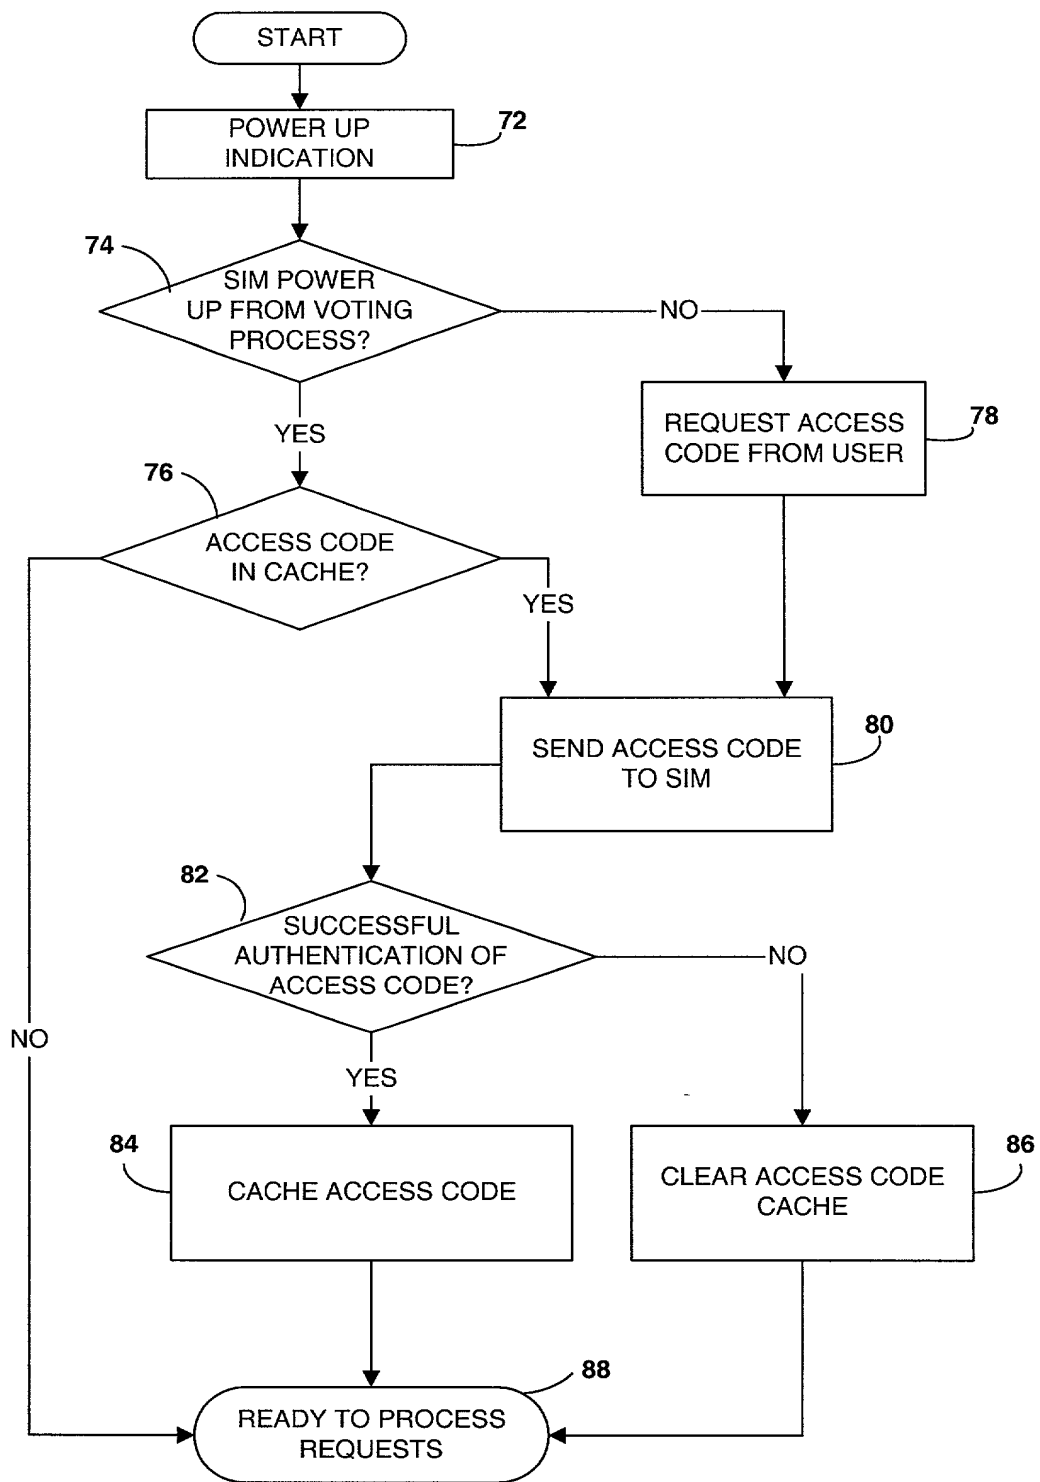 START
POWER UP
INDICATION
72
74
SIM POWER
UP FROM VOTING
PROCESS?
NO
YES
REQUEST ACCESS
CODE FROM USER
78
76
ACCESS CODE
IN CACHE?
YES
SEND ACCESS CODE
TO SIM
80
82
SUCCESSFUL
AUTHENTICATION OF
ACCESS CODE?
NO
NO
YES
84
CACHE ACCESS CODE
CLEAR ACCESS CODE
CACHE
86
88
READY TO PROCESS
REQUESTS